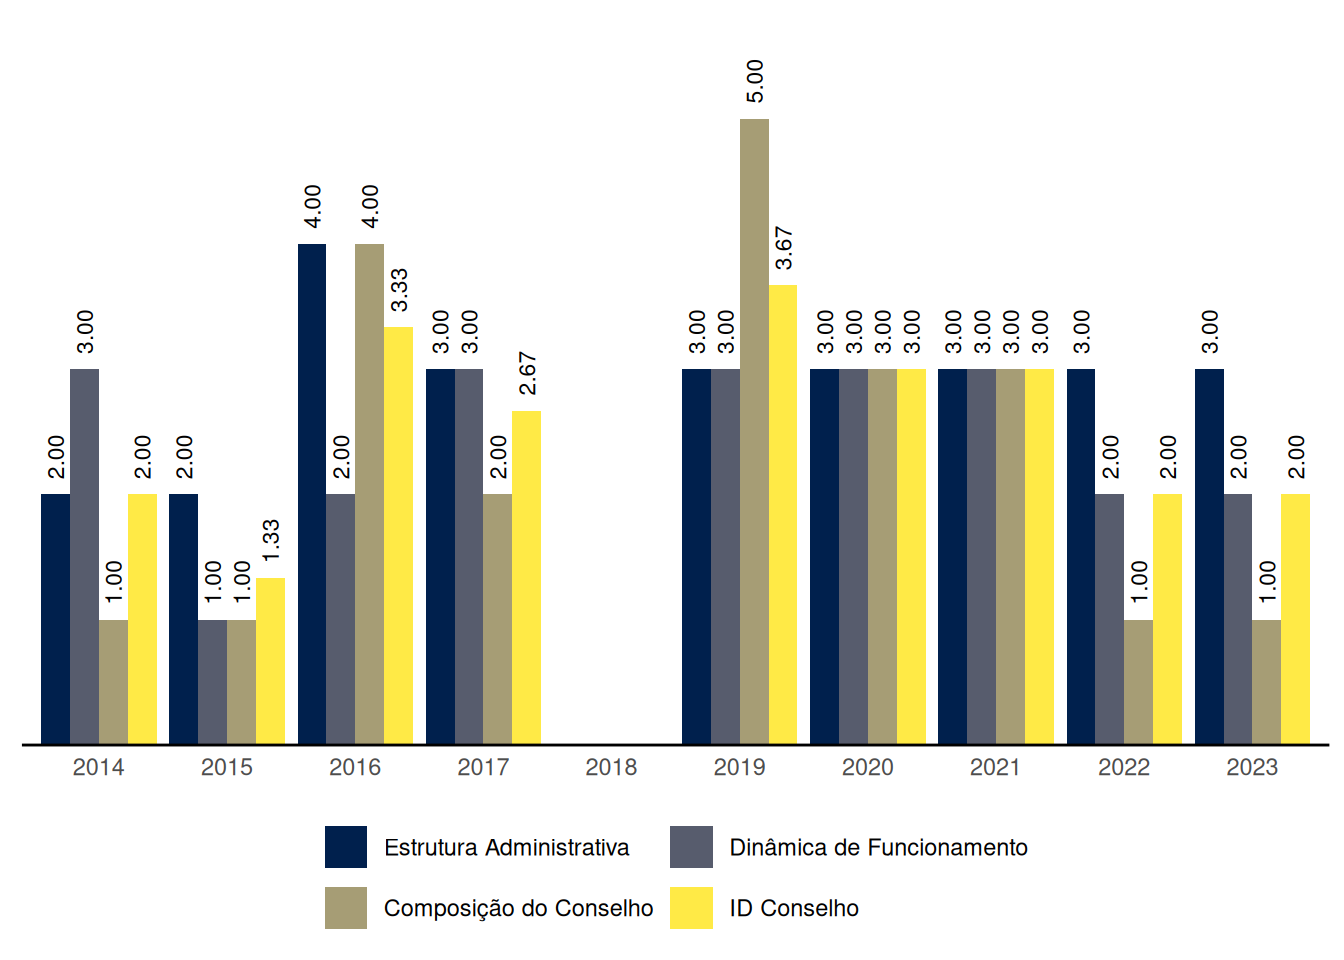 2.00 3.00 1.00 2.00
2.00 1.00 1.00 1.33
4.00 2.00 4.00 3.33
3.00 3.00 2.00 2.67
3.00 3.00 5.00 3.67
3.00 3.00 3.00 3.00
3.00 3.00 3.00 3.00
3.00 2.00 1.00 2.00
3.00 2.00 1.00 2.00
2014 2015 2016 2017 2018 2019 2020 2021 2022 2023
Estrutura Administrativa Dinâmica de Funcionamento
Composição do Conselho ID Conselho